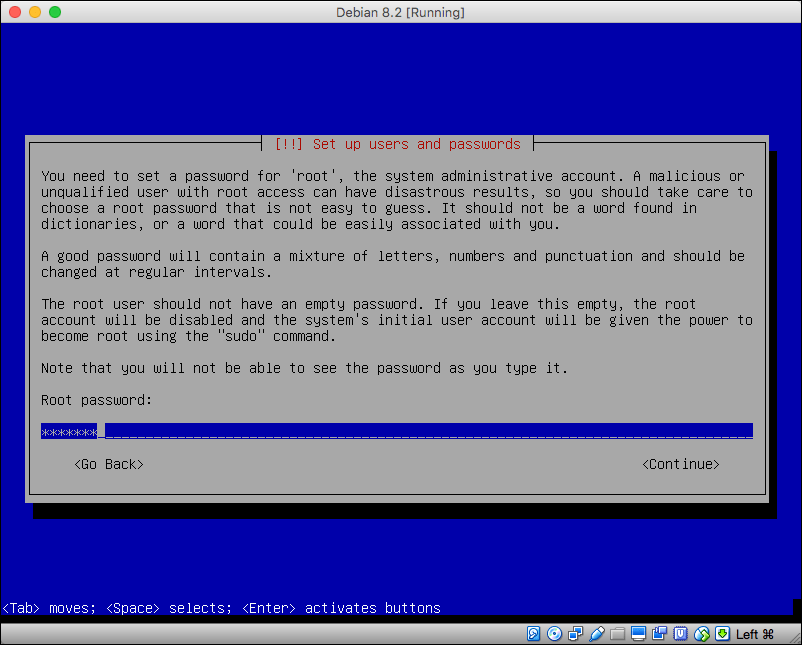 Debian 8.2 [Running]
[!!] Set up users and passwords
You need to set a password for 'root', the system administrative account. A malicious or
unqualified user with root access can have disastrous results, so you should take care to
choose a root password that is not easy to guess. It should not be a word found in
dictionaries, or a word that could be easily associated with you.
A good password will contain a mixture of letters, numbers and punctuation and should be
changed at regular intervals.
The root user should not have an empty password. If you leave this empty, the root
account will be disabled and the system's initial user account will be given the power to
become root using the "sudo" command.
Note that you will not be able to see the password as you type it.
Root password:
*******
<Go Back> <Continue>
<Tab> moves; <Space> selects; <Enter> activates buttons
Left ⌘